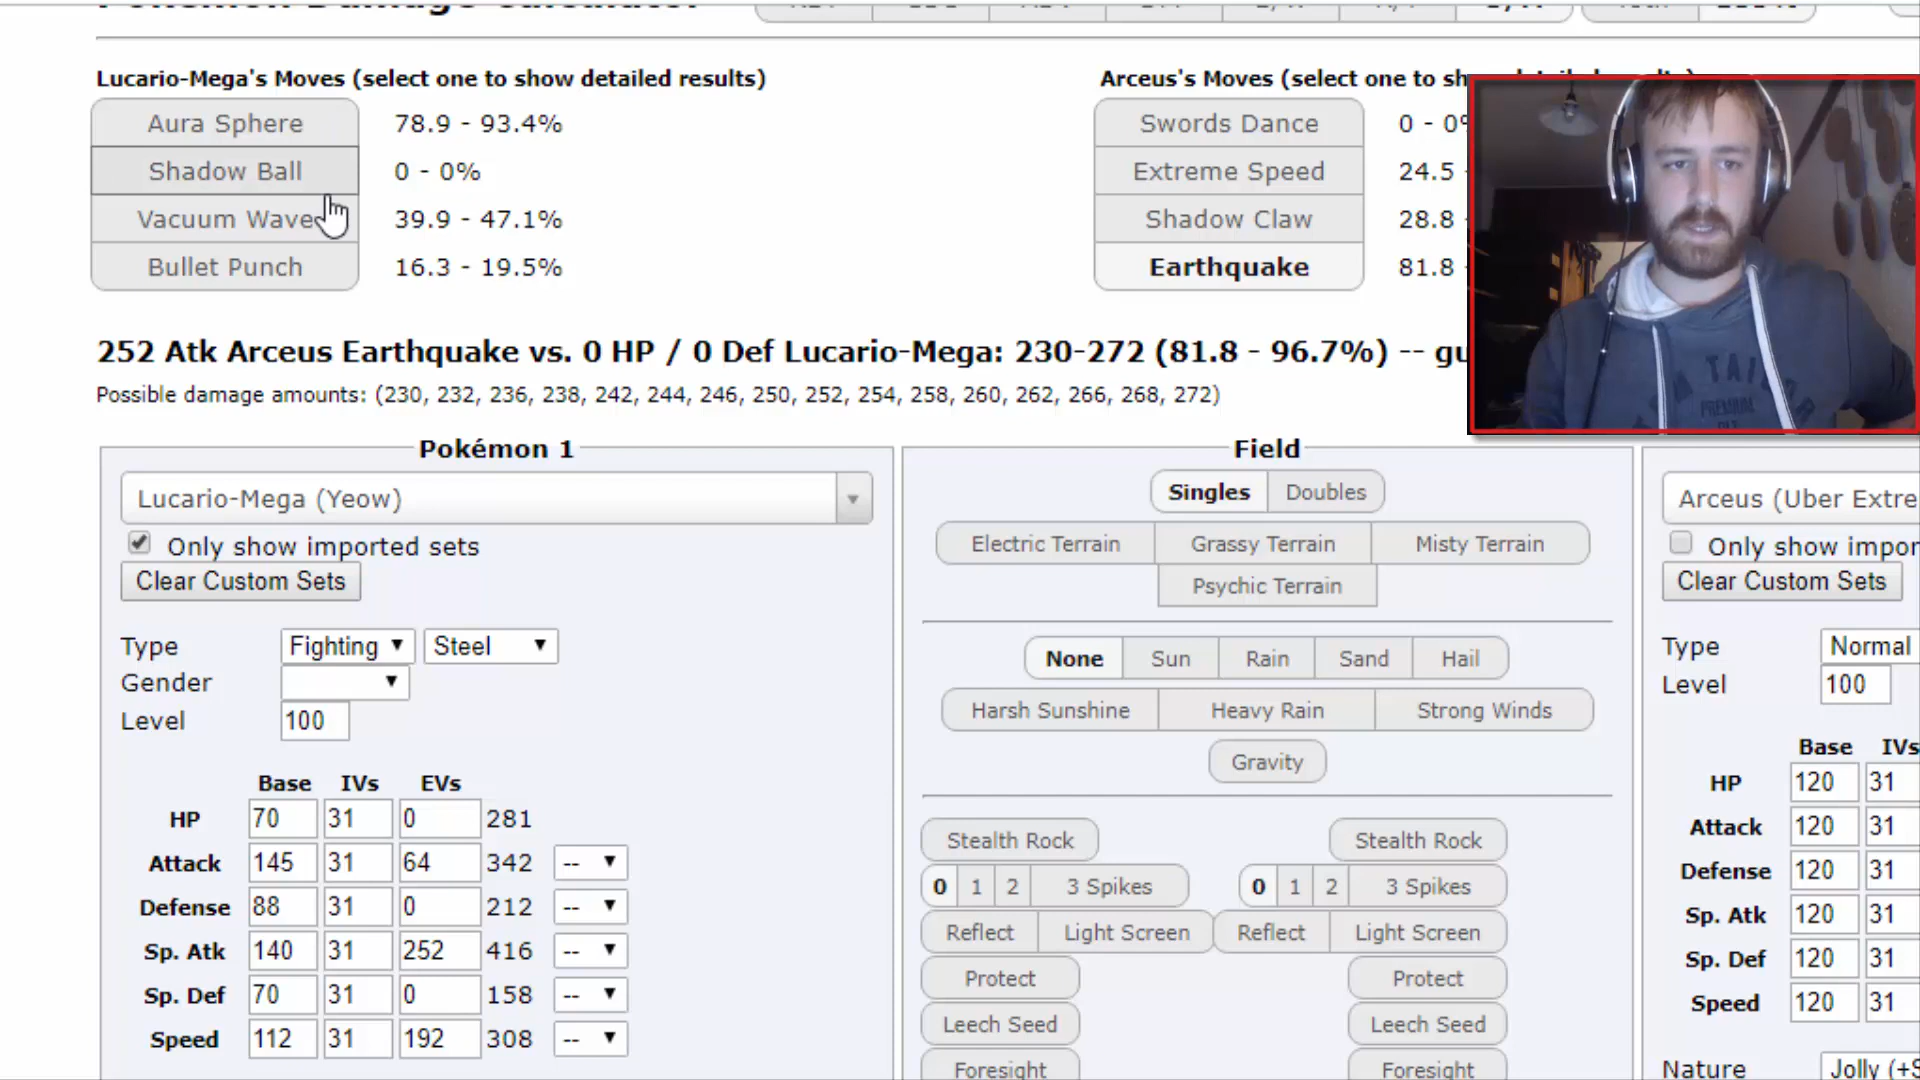 Pokémon Damage Calculator
Lucario-Mega's Moves (select one to show detailed results)
Aura Sphere 78.9 - 93.4%
Shadow Ball 0 - 0%
Vacuum Wave 39.9 - 47.1%
Bullet Punch 16.3 - 19.5%
Arceus's Moves (select one to
Swords Dance 0 - 0%
Extreme Speed 24.5 -
Shadow Claw 28.8
Earthquake 81.8
252 Atk Arceus Earthquake vs. 0 HP / 0 Def Lucario-Mega: 230-272 (81.8 - 96.7%) -- gu
Possible damage amounts: (230, 232, 236, 238, 242, 244, 246, 250, 252, 254, 258, 260, 262, 266, 268, 272)
Pokémon 1
Lucario-Mega (Yeow)
Only show imported sets
Clear Custom Sets
Type Fighting Steel
Gender
Level 100
Base IVs EVs
HP 70 31 0 281
Attack 145 31 64 342 --
Defense 88 31 0 212 --
Sp. Atk 140 31 252 416 --
Sp. Def 70 31 0 158 --
Speed 112 31 192 308 --
Field
Singles Doubles
Electric Terrain Grassy Terrain Misty Terrain
Psychic Terrain
None Sun Rain Sand Hail
Harsh Sunshine Heavy Rain Strong Winds
Gravity
Stealth Rock Stealth Rock
0 1 2 3 Spikes 0 1 2 3 Spikes
Reflect Light Screen Reflect Light Screen
Protect Protect
Leech Seed Leech Seed
Foresight Foresight
Arceus (Uber Extre
Only show impor
Clear Custom Sets
Type Normal
Level 100
Base IVs
HP 120 31
Attack 120 31
Defense 120 31
Sp. Atk 120 31
Sp. Def 120 31
Speed 120 31
Nature Jolly (+S
TAI
PREMIUM